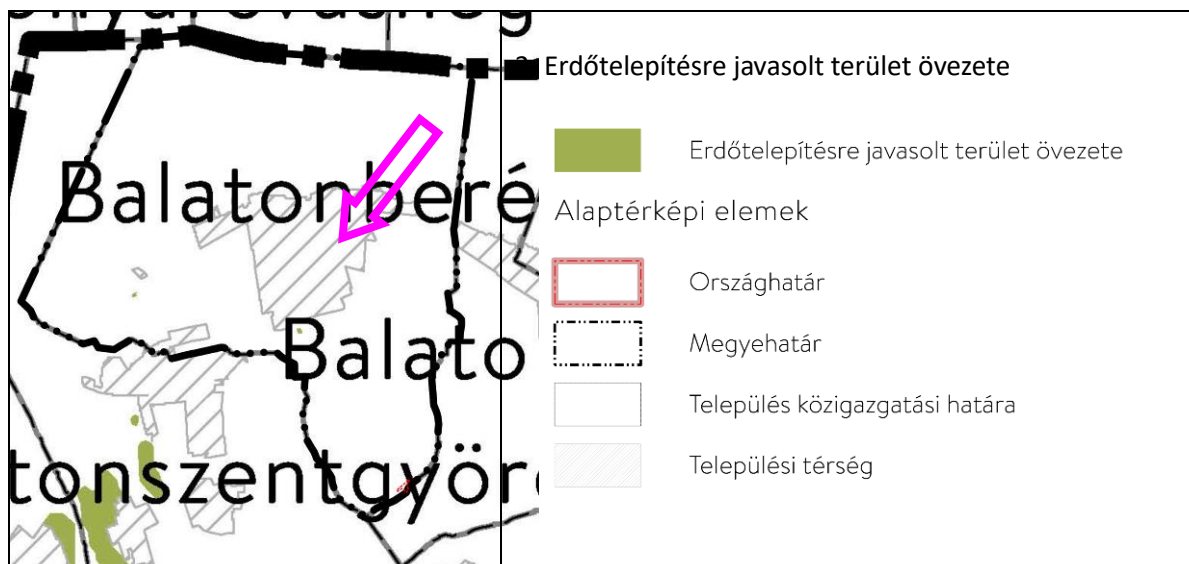 Balatonberé
Balato
tonszentgyör
Erdőtelepítésre javasolt terület övezete
Erdőtelepítésre javasolt terület övezete
Alaptérképi elemek
Országhatár
Megyehatár
Település közigazgatási határa
Települési térség